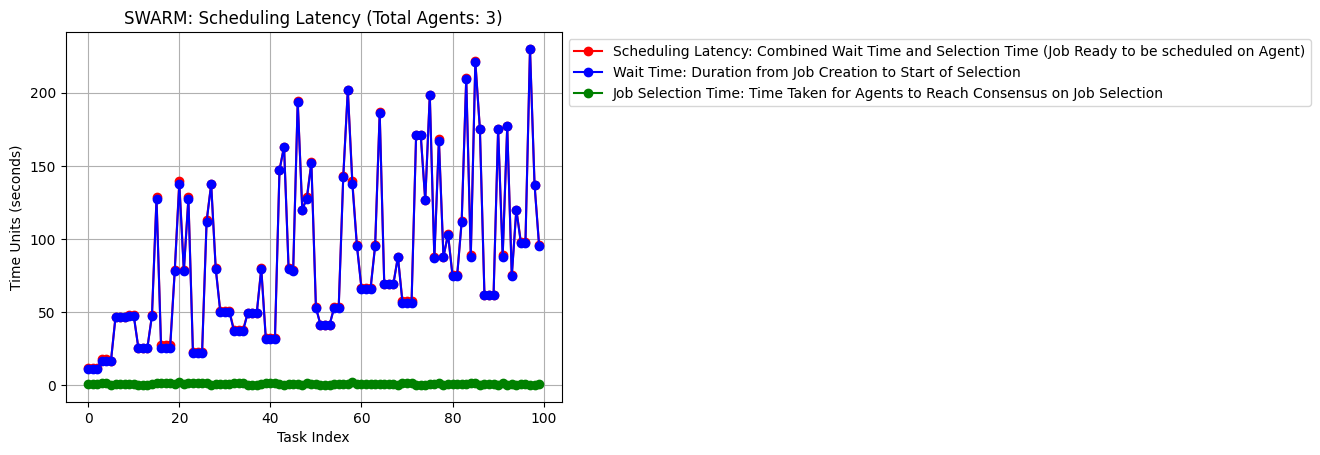 SWARM: Scheduling Latency (Total Agents: 3)
Scheduling Latency: Combined Wait Time and Selection Time (Job Ready to be scheduled on Agent)
Wait Time: Duration from Job Creation to Start of Selection
Job Selection Time: Time Taken for Agents to Reach Consensus on Job Selection
Time Units (seconds)
200
150
100
50
0
0 20 40 60 80 100
Task Index